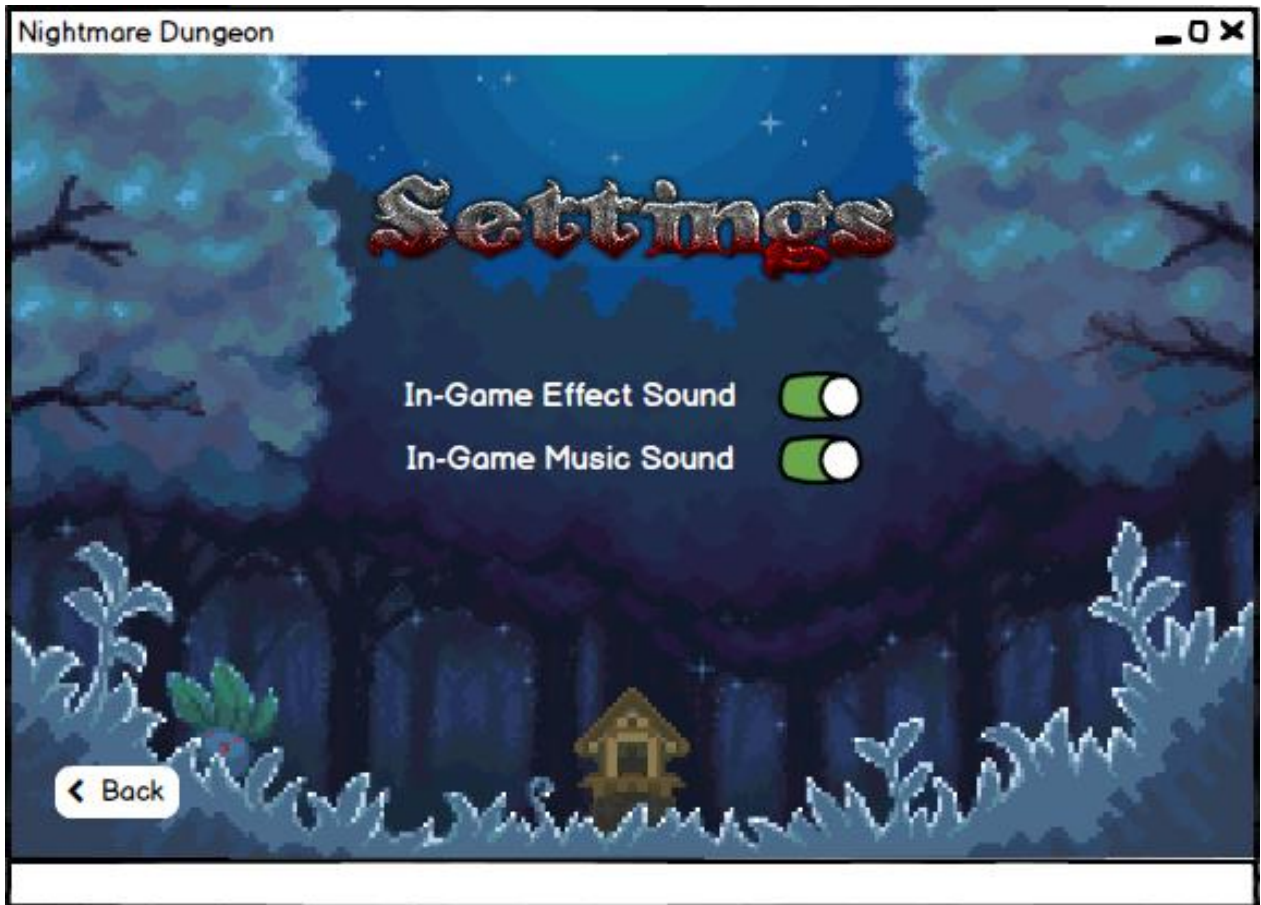 Nightmare Dungeon
Settings
In-Game Effect Sound
In-Game Music Sound
Back